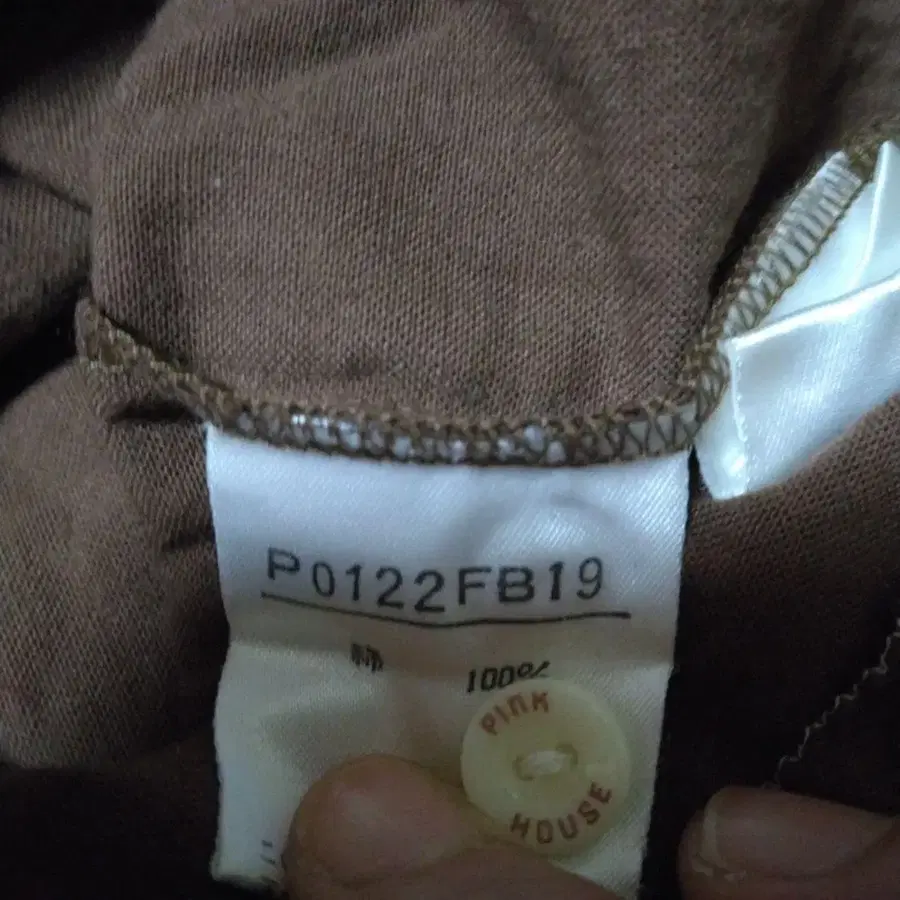 P0122FB19
綿 100%
PINK
HOUSE